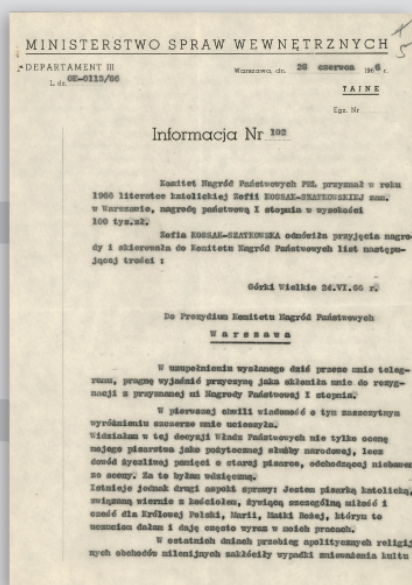 MINISTERSTWO SPRAW WEWNĘTRZNYCH
DEPARTAMENT III
L. dz. OE-0113/66
Warszawa, dn. 28 czerwca 1966 r.
TAJNE
Egz. Nr
Informacja Nr 102
Komitet Nagród Państwowych PRL przyznał w roku
1966 literatce katolickiej Zofii KOSSAK-SZATKOWSKIEJ zam.
w Warszawie, nagrodę państwową I stopnia w wysokości
100 tys.zł.
Zofia KOSSAK-SZATKOWSKA odmówiła przyjęcia nagro-
dy i skierowała do Komitetu Nagród Państwowych list następu-
jącej treści :
Górki Wielkie 24.VI.66 r.
Do Prezydium Komitetu Nagród Państwowych
Warszawa
W uzupełnieniu wysłanego dziś przeze mnie teleg-
ramu, pragnę wyjaśnić przyczynę jaka skłoniła mnie do rezyg-
nacji z przyznanej mi Nagrody Państwowej I stopnia.
W pierwszej chwili wiadomość o tym zaszczytnym
wyróżnieniu szczerze mnie ucieszyła.
Widziałam w tej decyzji Władz Państwowych nie tylko ocenę
mojego pisarstwa jako pożytecznej służby narodowej, lecz
dowód życzliwej pamięci o starej pisarce, odchodzącej niebawem
ze sceny. Za to byłam wdzięczna.
Istnieje jednak drugi aspekt sprawy: Jestem pisarką katolicką,
związaną wiernie z kościołem, żywiącą szczególną miłość i
cześć dla Królowej Polski, Marii, Matki Bożej, którym to
uczuciom dałam i daję często wyraz w moich pracach.
W ostatnich dniach przebieg apolitycznych religij
nych obchodów milenijnych zakłóciły wypadki znieważenia kultu